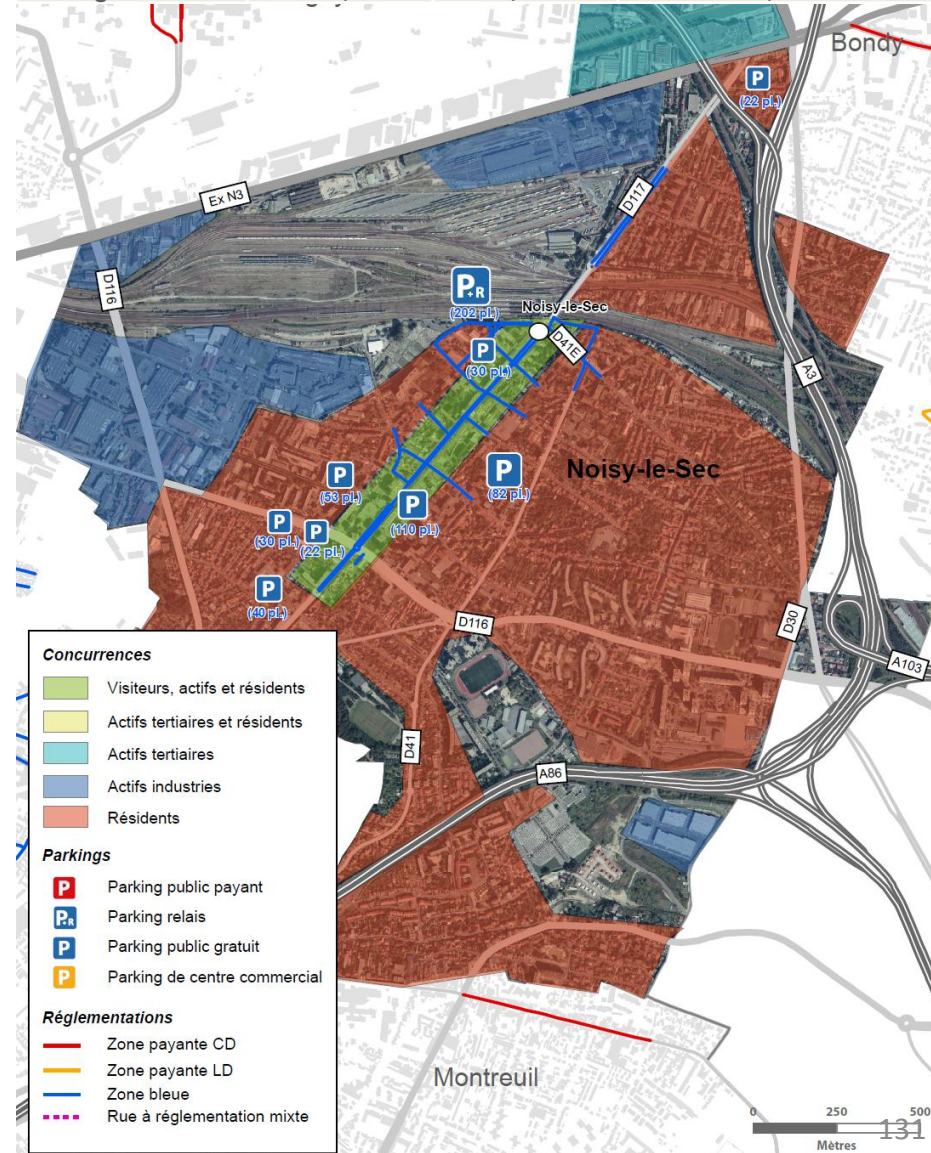 Bondy
P
(22 pl.)
Ex N3
D117
D116
P+R
(202 pl.)
Noisy-le-Sec
D41E
P
(30 pl.)
A3
Noisy-le-Sec
P
(53 pl.)
P
(82 pl.)
P
(110 pl.)
P
(30 pl.)
P
(22 pl.)
P
(40 pl.)
D116
D30
A103
D41
A86
Concurrences
Visiteurs, actifs et résidents
Actifs tertiaires et résidents
Actifs tertiaires
Actifs industries
Résidents
Parkings
P Parking public payant
P+R Parking relais
P Parking public gratuit
P Parking de centre commercial
Réglementations
Zone payante CD
Zone payante LD
Zone bleue
Rue à réglementation mixte
Montreuil
0 250 500
Mètres
131